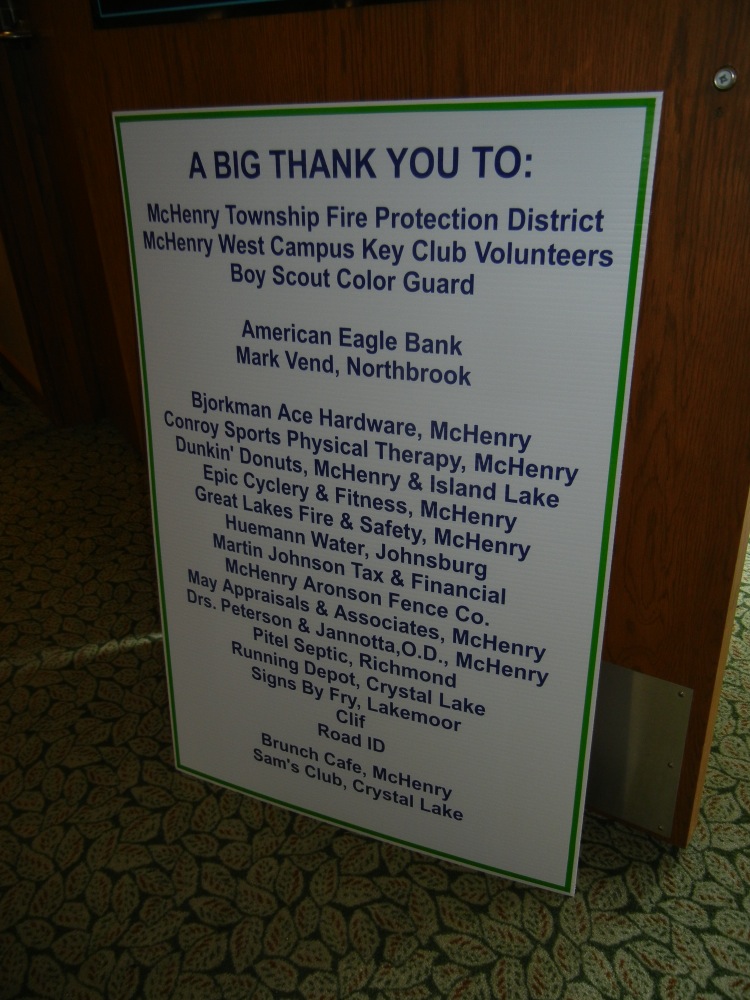 A BIG THANK YOU TO:
McHenry Township Fire Protection District
McHenry West Campus Key Club Volunteers
Boy Scout Color Guard
American Eagle Bank
Mark Vend, Northbrook
Bjorkman Ace Hardware, McHenry
Conroy Sports Physical Therapy, McHenry
Dunkin' Donuts, McHenry & Island Lake
Epic Cyclery & Fitness, McHenry
Great Lakes Fire & Safety, McHenry
Huemann Water, Johnsburg
Martin Johnson Tax & Financial
McHenry Aronson Fence Co.
May Appraisals & Associates, McHenry
Drs. Peterson & Jannotta,O.D., McHenry
Pitel Septic, Richmond
Running Depot, Crystal Lake
Signs By Fry, Lakemoor
Clif
Road ID
Brunch Cafe, McHenry
Sam's Club, Crystal Lake